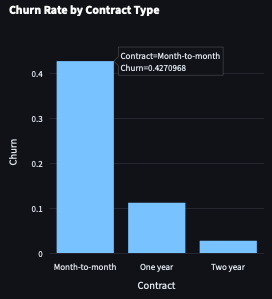 Churn Rate by Contract Type
Contract=Month-to-month
Churn=0.4270968
0.4
0.3
0.2
0.1
0
Churn
Month-to-month One year Two year
Contract